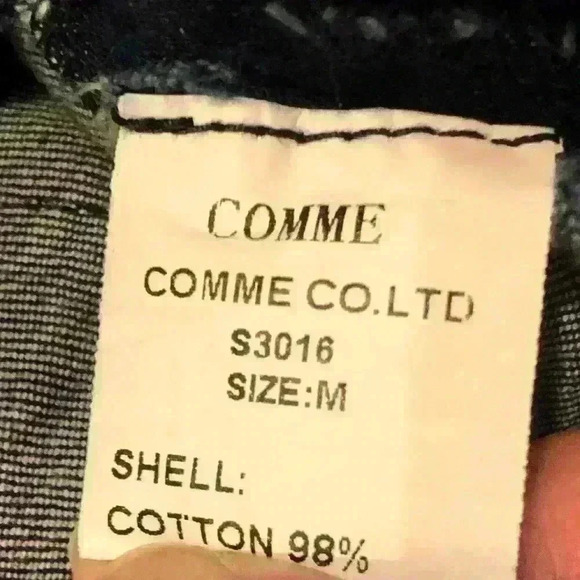 COMME
COMME CO.LTD
S3016
SIZE:M
SHELL:
COTTON 98%